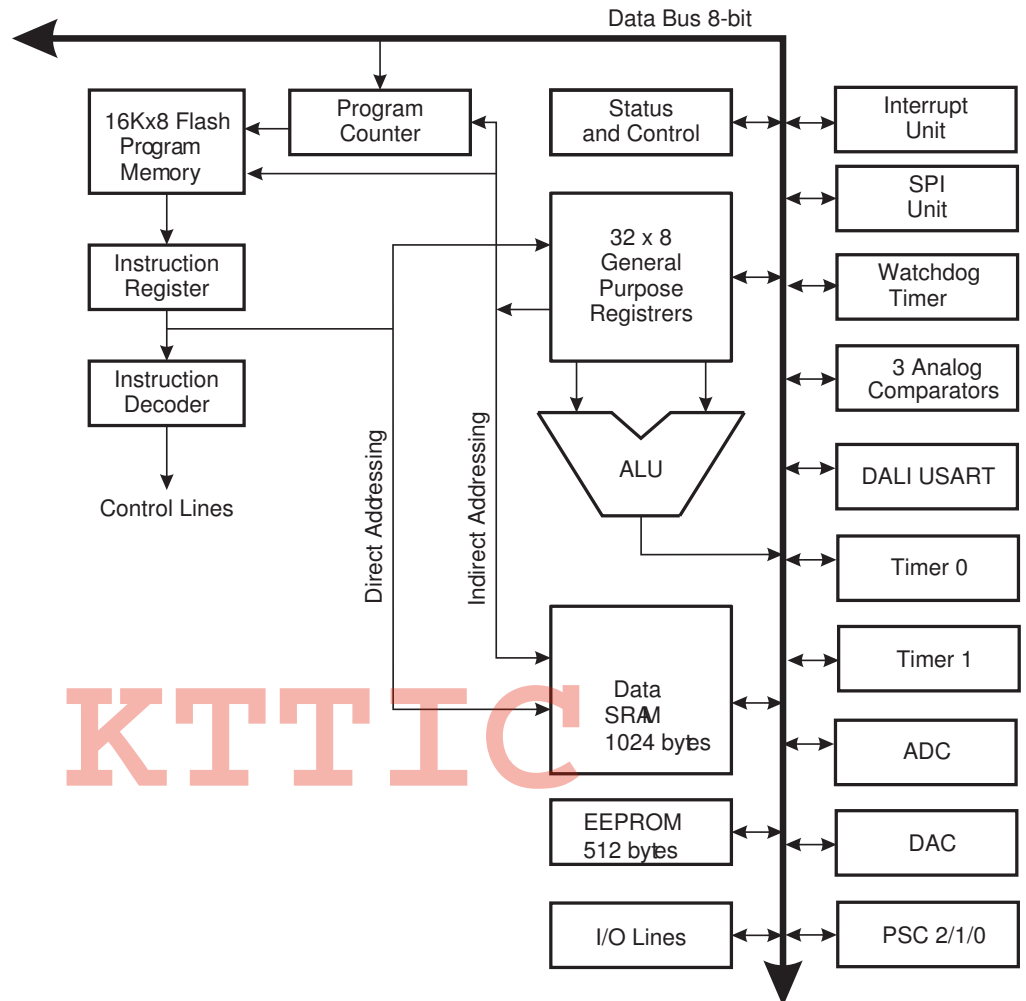 Data Bus 8-bit
16Kx8 Flash
Program
Memory
Program
Counter
Status
and Control
Interrupt
Unit
SPI
Unit
Instruction
Register
32 x 8
General
Purpose
Registrers
Watchdog
Timer
Instruction
Decoder
3 Analog
Comparators
Control Lines
Direct Addressing
Indirect Addressing
ALU
DALI USART
Timer 0
Timer 1
Data
SRAM
1024 bytes
KTTIC
ADC
EEPROM
512 bytes
DAC
I/O Lines
PSC 2/1/0